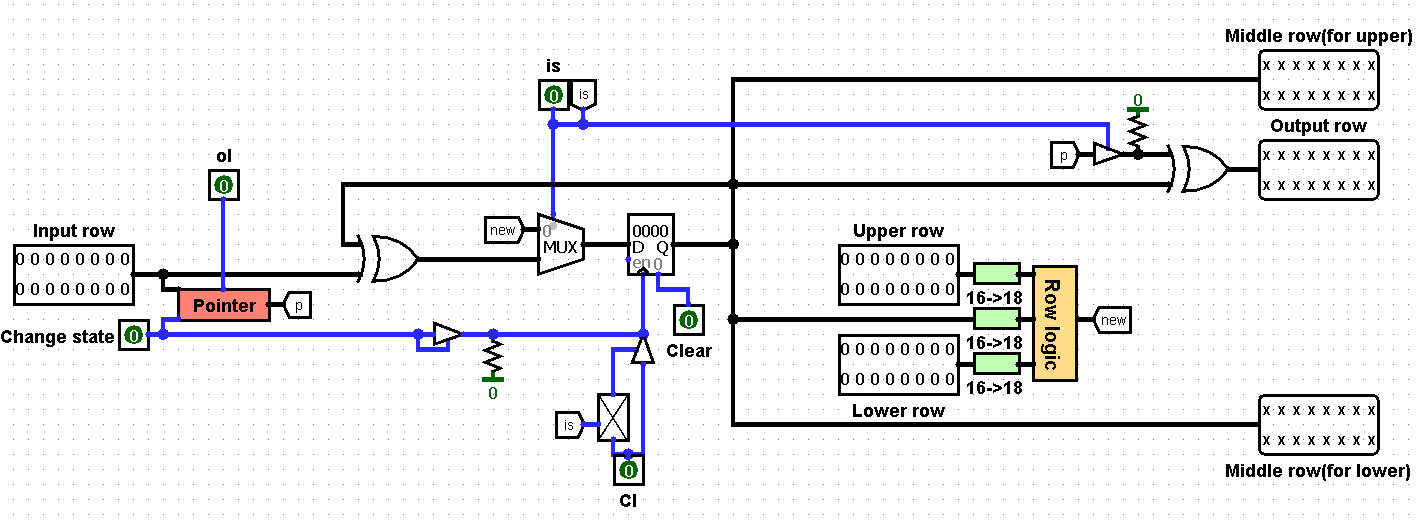 Middle row(for upper)
x x x x x x x x
x x x x x x x x
is
0
is
0
Output row
x x x x x x x x
x x x x x x x x
p
oI
0
Input row
0 0 0 0 0 0 0 0
0 0 0 0 0 0 0 0
new
0
MUX
0000
D Q
en 0
Upper row
0 0 0 0 0 0 0 0
0 0 0 0 0 0 0 0
16->18
Pointer
p
Change state
0
0
Clear
0
16->18
Row logic
new
0 0 0 0 0 0 0 0
0 0 0 0 0 0 0 0
16->18
Lower row
is
0
Cl
x x x x x x x x
x x x x x x x x
Middle row(for lower)